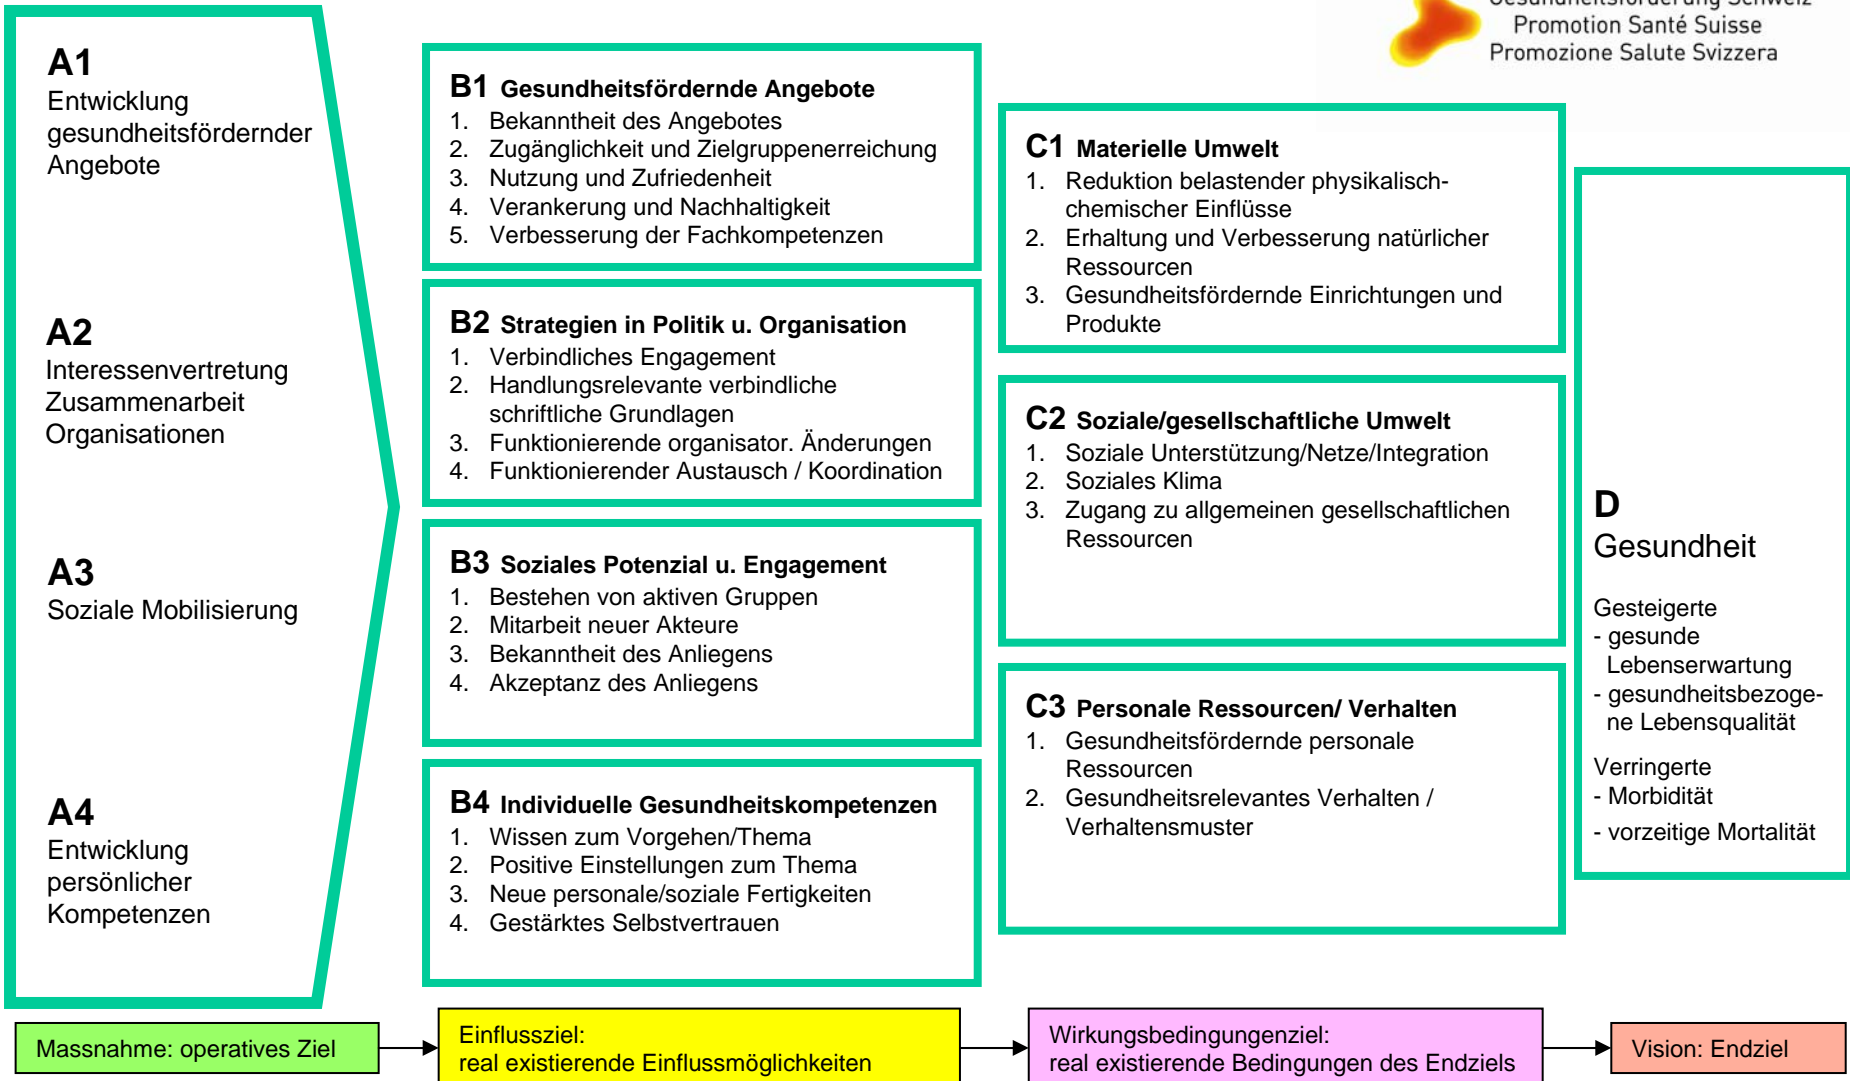 Gesundheitsförderung Schweiz
Promotion Santé Suisse
Promozione Salute Svizzera
A1
Entwicklung
gesundheitsfördernder
Angebote
A2
Interessenvertretung
Zusammenarbeit
Organisationen
A3
Soziale Mobilisierung
A4
Entwicklung
persönlicher
Kompetenzen
B1 Gesundheitsfördernde Angebote
1. Bekanntheit des Angebotes
2. Zugänglichkeit und Zielgruppenerreichung
3. Nutzung und Zufriedenheit
4. Verankerung und Nachhaltigkeit
5. Verbesserung der Fachkompetenzen
B2 Strategien in Politik u. Organisation
1. Verbindliches Engagement
2. Handlungsrelevante verbindliche
schriftliche Grundlagen
3. Funktionierende organisator. Änderungen
4. Funktionierender Austausch / Koordination
B3 Soziales Potenzial u. Engagement
1. Bestehen von aktiven Gruppen
2. Mitarbeit neuer Akteure
3. Bekanntheit des Anliegens
4. Akzeptanz des Anliegens
B4 Individuelle Gesundheitskompetenzen
1. Wissen zum Vorgehen/Thema
2. Positive Einstellungen zum Thema
3. Neue personale/soziale Fertigkeiten
4. Gestärktes Selbstvertrauen
C1 Materielle Umwelt
1. Reduktion belastender physikalisch-
chemischer Einflüsse
2. Erhaltung und Verbesserung natürlicher
Ressourcen
3. Gesundheitsfördernde Einrichtungen und
Produkte
C2 Soziale/gesellschaftliche Umwelt
1. Soziale Unterstützung/Netze/Integration
2. Soziales Klima
3. Zugang zu allgemeinen gesellschaftlichen
Ressourcen
C3 Personale Ressourcen/ Verhalten
1. Gesundheitsfördernde personale
Ressourcen
2. Gesundheitsrelevantes Verhalten /
Verhaltensmuster
D
Gesundheit
Gesteigerte
- gesunde
Lebenserwartung
- gesundheitsbezoge-
ne Lebensqualität
Verringerte
- Morbidität
- vorzeitige Mortalität
Massnahme: operatives Ziel
Einflussziel:
real existierende Einflussmöglichkeiten
Wirkungsbedingungenziel:
real existierende Bedingungen des Endziels
Vision: Endziel